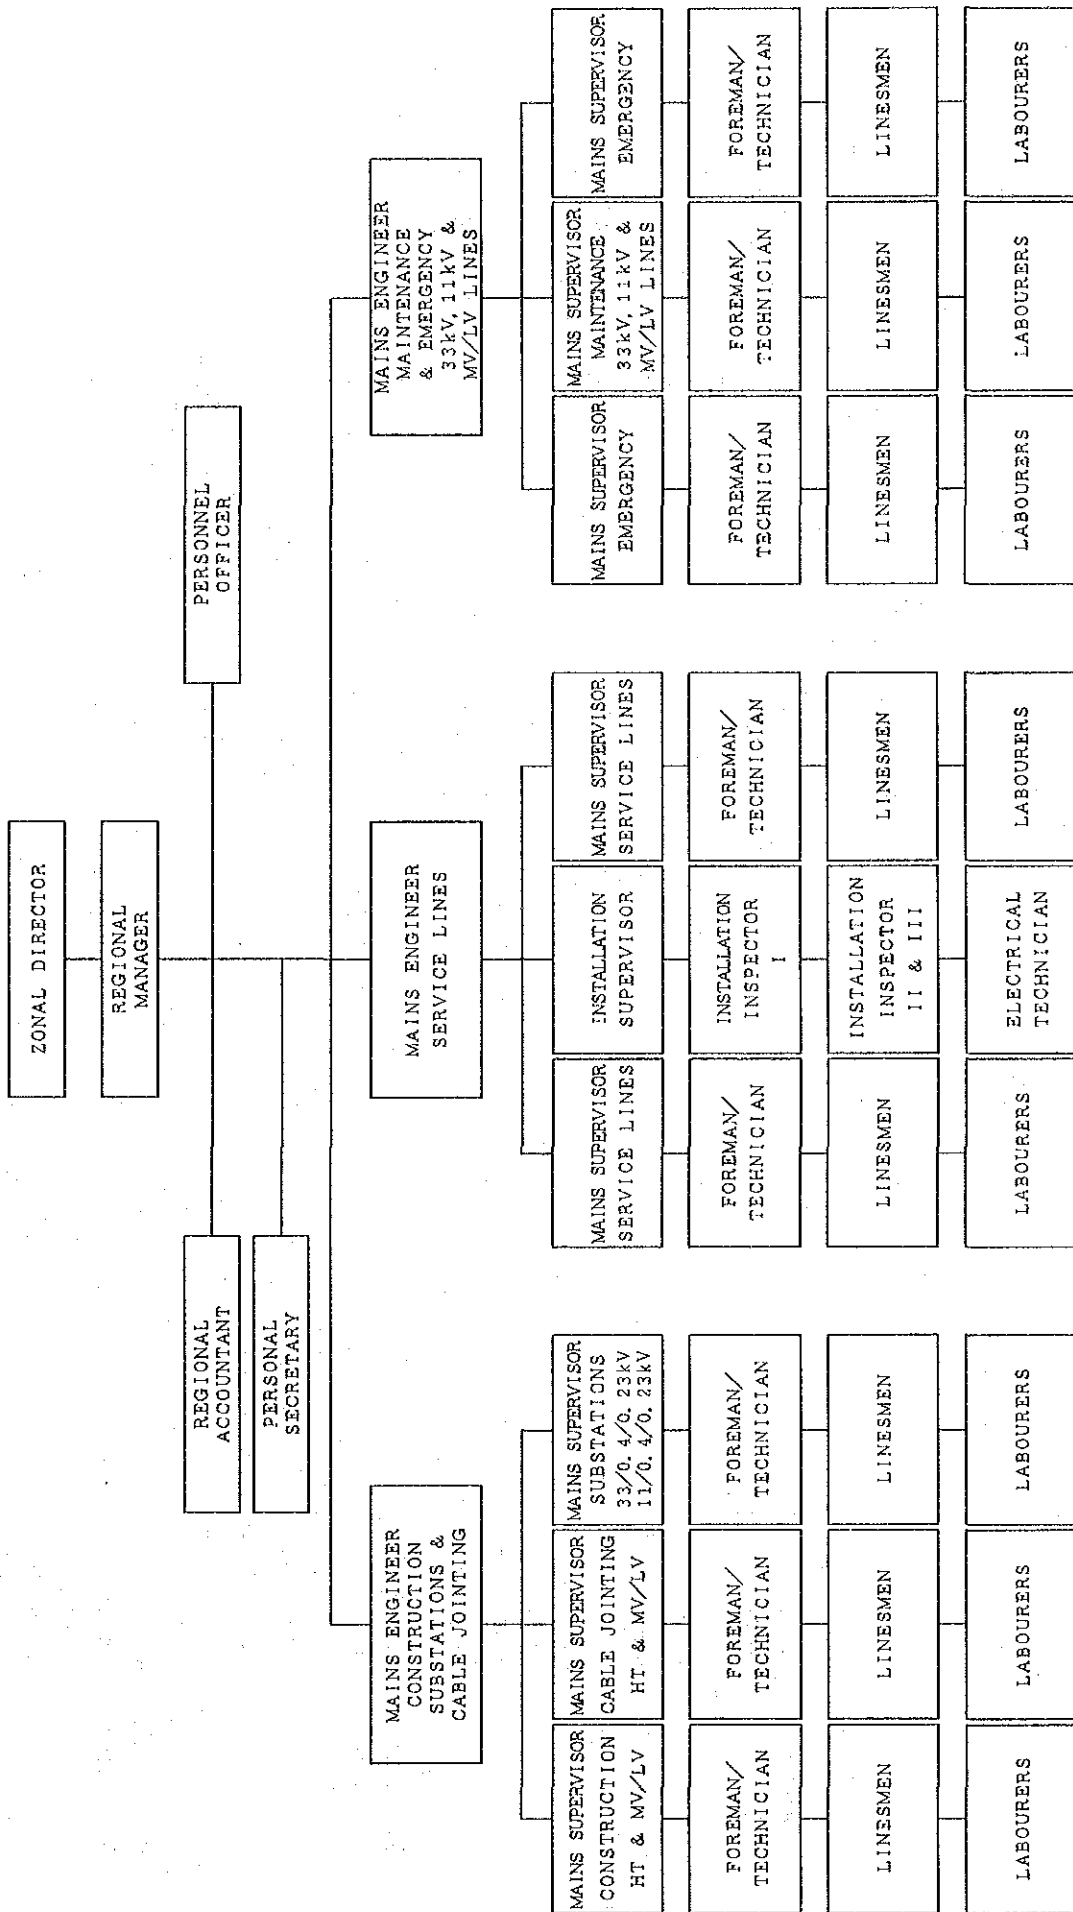 ZONAL DIRECTOR
REGIONAL
MANAGER
REGIONAL
ACCOUNTANT
PERSONNEL
OFFICER
PERSONAL
SECRETARY
MAINS ENGINEER
CONSTRUCTION
SUBSTATIONS &
CABLE JOINTING
MAINS ENGINEER
SERVICE LINES
MAINS ENGINEER
MAINTENANCE
& EMERGENCY
33kV, 11kV &
MV/LV LINES
MAINS SUPERVISOR
CONSTRUCTION
HT & MV/LV
MAINS SUPERVISOR
CABLE JOINTING
HT & MV/LV
MAINS SUPERVISOR
SUBSTATIONS
33/0.4/0.23kV
11/0.4/0.23kV
MAINS SUPERVISOR
SERVICE LINES
INSTALLATION
SUPERVISOR
MAINS SUPERVISOR
SERVICE LINES
MAINS SUPERVISOR
EMERGENCY
MAINS SUPERVISOR
MAINTENANCE
33kV, 11kV &
MV/LV LINES
MAINS SUPERVISOR
EMERGENCY
FOREMAN/
TECHNICIAN
FOREMAN/
TECHNICIAN
FOREMAN/
TECHNICIAN
FOREMAN/
TECHNICIAN
INSTALLATION
INSPECTOR
I
FOREMAN/
TECHNICIAN
FOREMAN/
TECHNICIAN
FOREMAN/
TECHNICIAN
FOREMAN/
TECHNICIAN
LINESMEN
LINESMEN
LINESMEN
LINESMEN
INSTALLATION
INSPECTOR
II & III
LINESMEN
LINESMEN
LINESMEN
LINESMEN
LABOURERS
LABOURERS
LABOURERS
LABOURERS
ELECTRICAL
TECHNICIAN
LABOURERS
LABOURERS
LABOURERS
LABOURERS